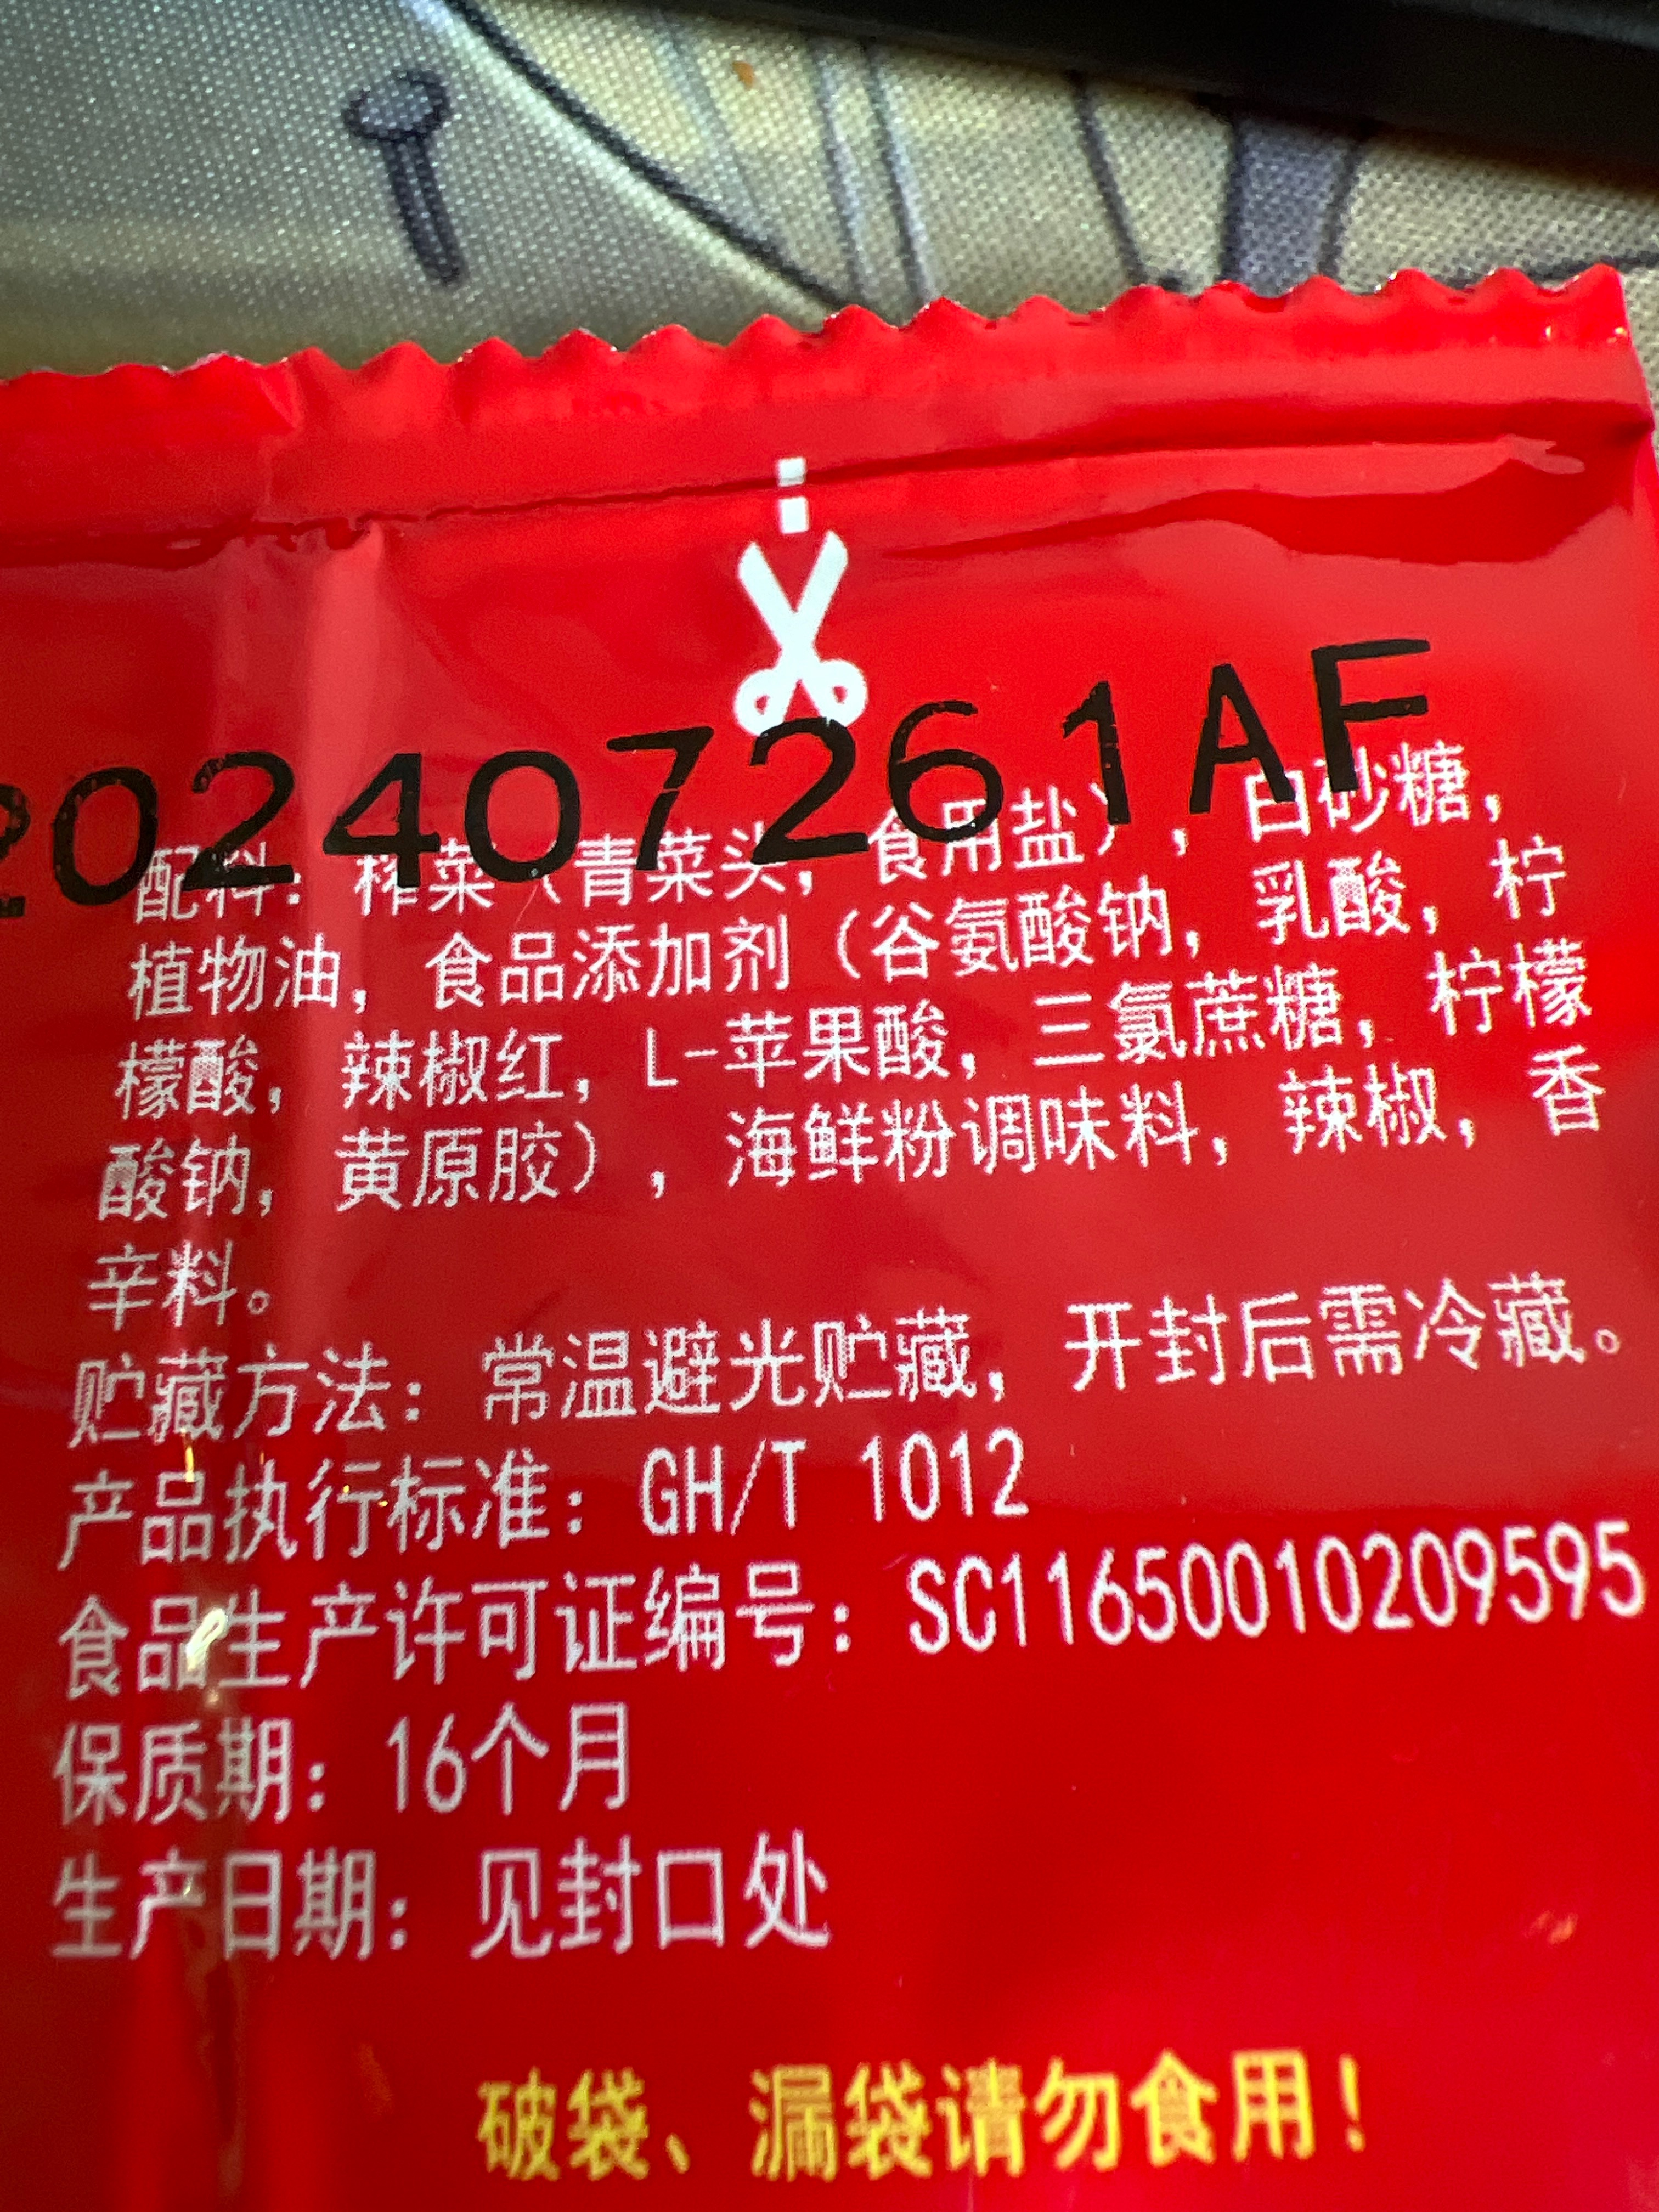 202407261AF
配料：榨菜（青菜头，食用盐），白砂糖，
植物油，食品添加剂（谷氨酸钠，乳酸，柠
檬酸，辣椒红，L-苹果酸，三氯蔗糖，柠檬
酸钠，黄原胶），海鲜粉调味料，辣椒，香
辛料。
贮藏方法：常温避光贮藏，开封后需冷藏。
产品执行标准：GH/T 1012
食品生产许可证编号：SC11650010209595
保质期：16个月
生产日期：见封口处
破袋、漏袋请勿食用！